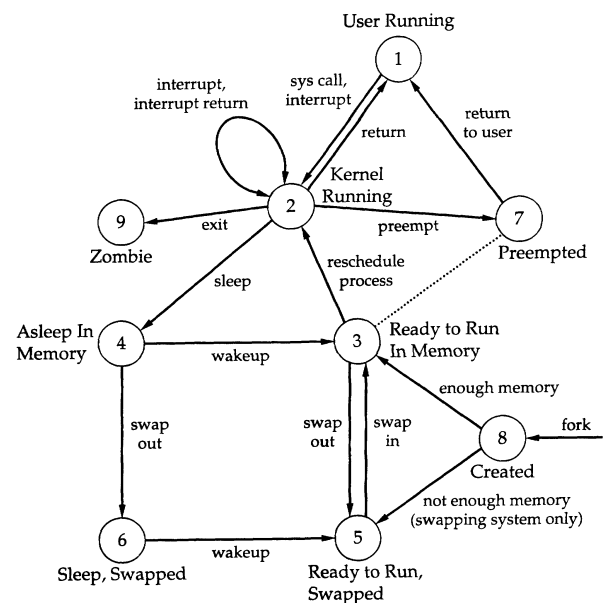 User Running
1
interrupt,
interrupt return
sys call,
interrupt
return
return
to user
Kernel
Running
2
7
9
exit
preempt
Zombie
Preempted
sleep
reschedule
process
Asleep In
Memory
4
wakeup
3
Ready to Run
In Memory
enough memory
swap
out
swap
out
swap
in
8
fork
Created
not enough memory
(swapping system only)
6
wakeup
5
Sleep, Swapped
Ready to Run,
Swapped